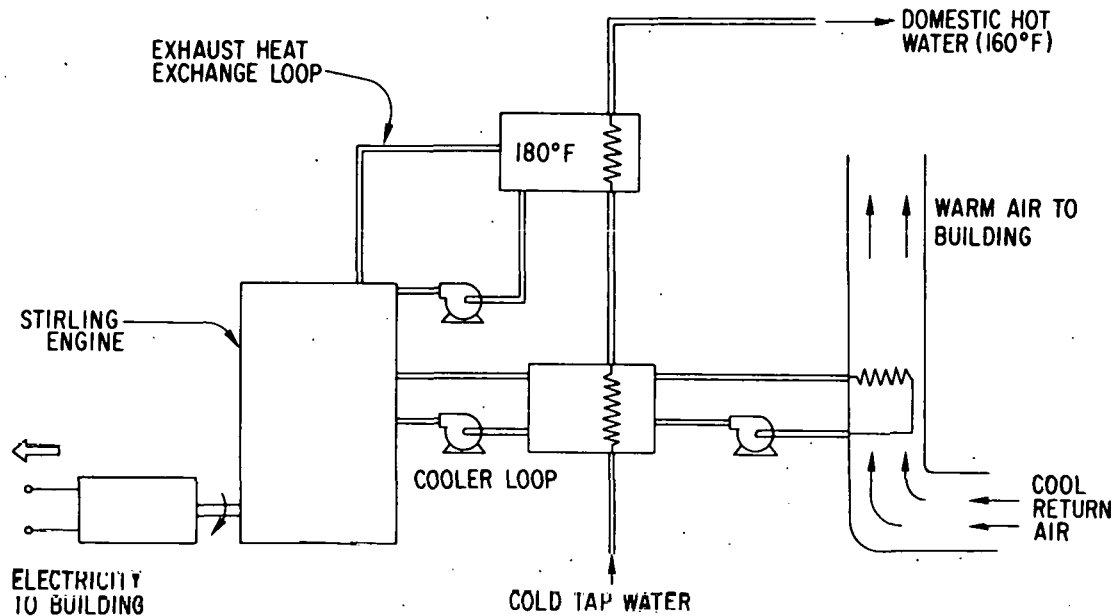 DOMESTIC HOT
WATER (160°F)
EXHAUST HEAT
EXCHANGE LOOP
180°F
WARM AIR TO
BUILDING
STIRLING
ENGINE
COOLER LOOP
COOL
RETURN
AIR
ELECTRICITY
TO BUILDING
COLD TAP WATER